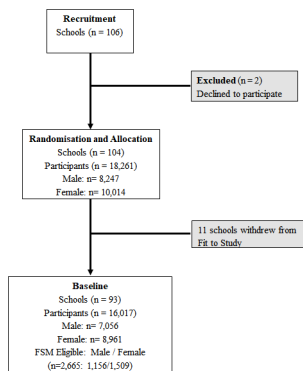 Recruitment
Schools (n = 106)
Excluded (n = 2)
Declined to participate
Randomisation and Allocation
Schools (n = 104)
Participants (n = 18,261)
Male: n= 8,247
Female: n= 10,014
11 schools withdrew from
Fit to Study
Baseline
Schools (n = 93)
Participants (n = 16,017)
Male: n= 7,056
Female: n= 8,961
FSM Eligible: Male / Female
(n=2,665: 1,156/1,509)